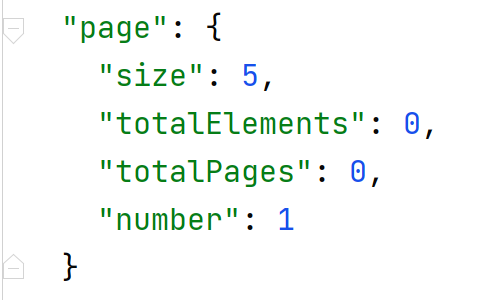 "page": {
"size": 5,
"totalElements": 0,
"totalPages": 0,
"number": 1
}